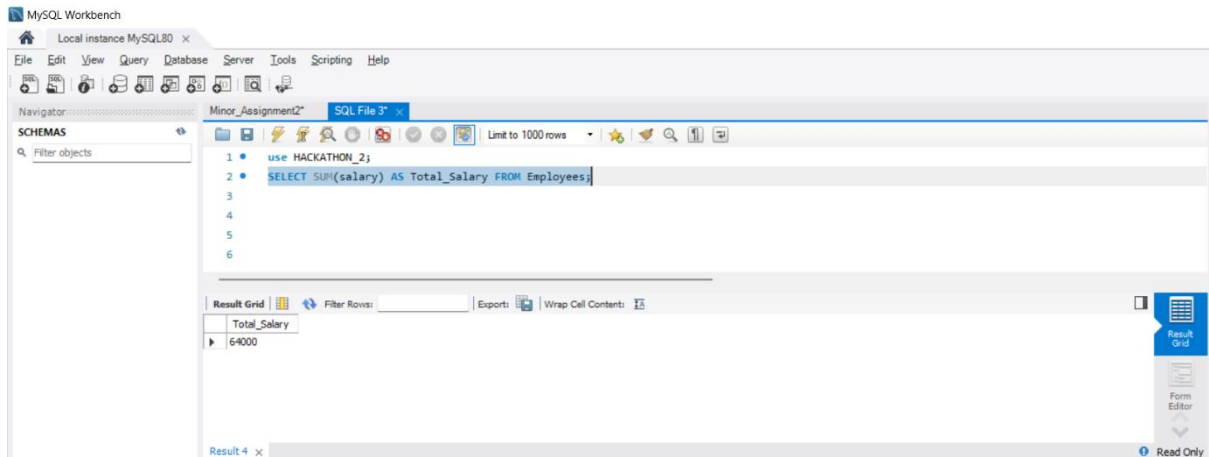 MySQL Workbench
Local instance MySQL80
File Edit View Query Database Server Tools Scripting Help
Navigator
Minor_Assignment2*
SQL File 3*
SCHEMAS
Filter objects
Limit to 1000 rows
1 use HACKATHON_2;
2 SELECT SUM(salary) AS Total_Salary FROM Employees;
3
4
5
6
Result Grid Filter Rows: Export: Wrap Cell Content:
Total_Salary
64000
Result
Grid
Form
Editor
Result 4
Read Only